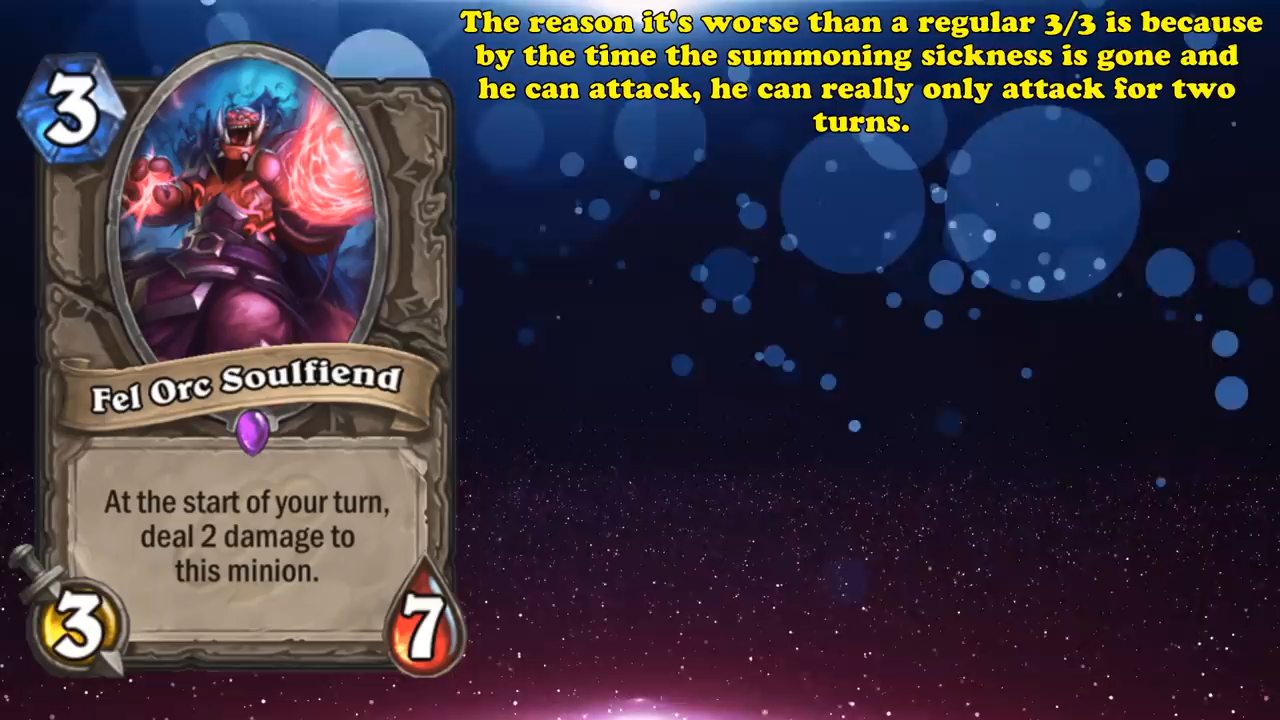 The reason it's worse than a regular 3/3 is because
by the time the summoning sickness is gone and
he can attack, he can really only attack for two
turns.
3
Fel Orc Soulfiend
At the start of your turn,
deal 2 damage to
this minion.
3
7